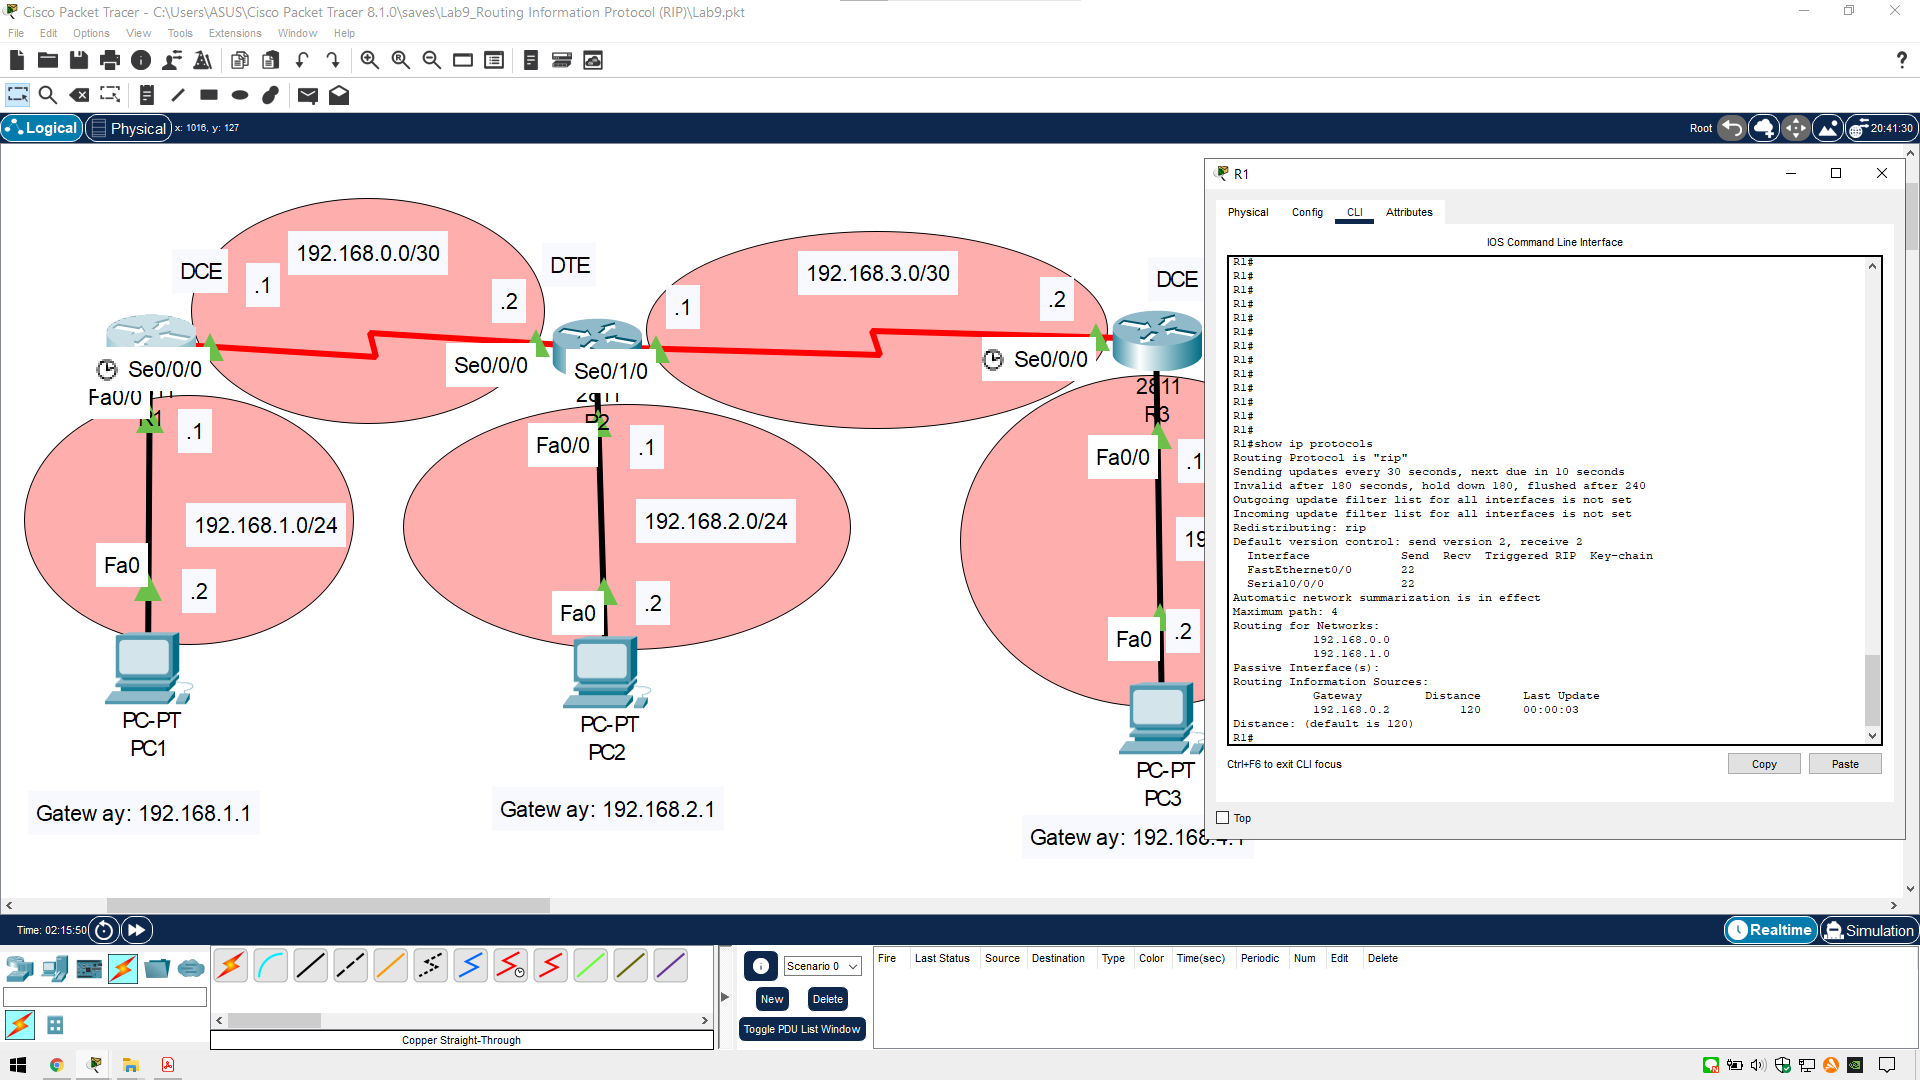 Cisco Packet Tracer - C:\Users\ASUS\Cisco Packet Tracer 8.1.0\saves\Lab9_Routing Information Protocol (RIP)\Lab9.pkt
File Edit Options View Tools Extensions Window Help
Logical Physical x: 1016, y: 127 Root 20:41:30
192.168.0.0/30
DCE
.1
.2
DTE
192.168.3.0/30
.1
.2
DCE
Se0/0/0
Fa0/0
R1
Se0/0/0
Se0/1/0
2811
R2
Se0/0/0
2811
R3
.1
192.168.1.0/24
Fa0
.2
PC-PT
PC1
Gatew ay: 192.168.1.1
Fa0/0
.1
192.168.2.0/24
Fa0
.2
PC-PT
PC2
Gatew ay: 192.168.2.1
Fa0/0
.1
19
Fa0
.2
PC-PT
PC3
Gatew ay: 192.168.4.1
R1
Physical Config CLI Attributes
IOS Command Line Interface
R1#
R1#
R1#
R1#
R1#
R1#
R1#
R1#
R1#
R1#
R1#
R1#
R1#
R1#show ip protocols
Routing Protocol is "rip"
Sending updates every 30 seconds, next due in 10 seconds
Invalid after 180 seconds, hold down 180, flushed after 240
Outgoing update filter list for all interfaces is not set
Incoming update filter list for all interfaces is not set
Redistributing: rip
Default version control: send version 2, receive 2
Interface Send Recv Triggered RIP Key-chain
FastEthernet0/0 22
Serial0/0/0 22
Automatic network summarization is in effect
Maximum path: 4
Routing for Networks:
192.168.0.0
192.168.1.0
Passive Interface(s):
Routing Information Sources:
Gateway Distance Last Update
192.168.0.2 120 00:00:03
Distance: (default is 120)
R1#
Ctrl+F6 to exit CLI focus
Copy Paste
Top
Time: 02:15:50
Realtime Simulation
Copper Straight-Through
Scenario 0
New Delete
Toggle PDU List Window
Fire Last Status Source Destination Type Color Time(sec) Periodic Num Edit Delete